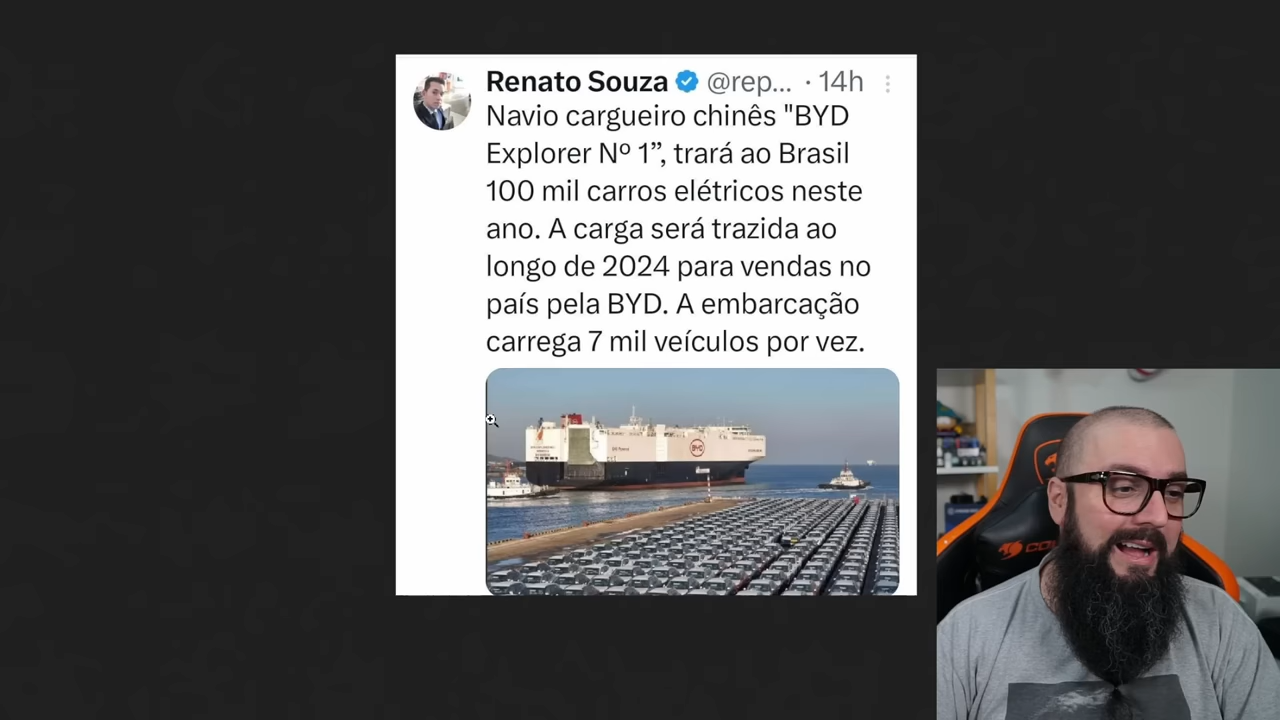 Renato Souza @rep... · 14h
Navio cargueiro chinês "BYD
Explorer Nº 1”, trará ao Brasil
100 mil carros elétricos neste
ano. A carga será trazida ao
longo de 2024 para vendas no
país pela BYD. A embarcação
carrega 7 mil veículos por vez.
BYD